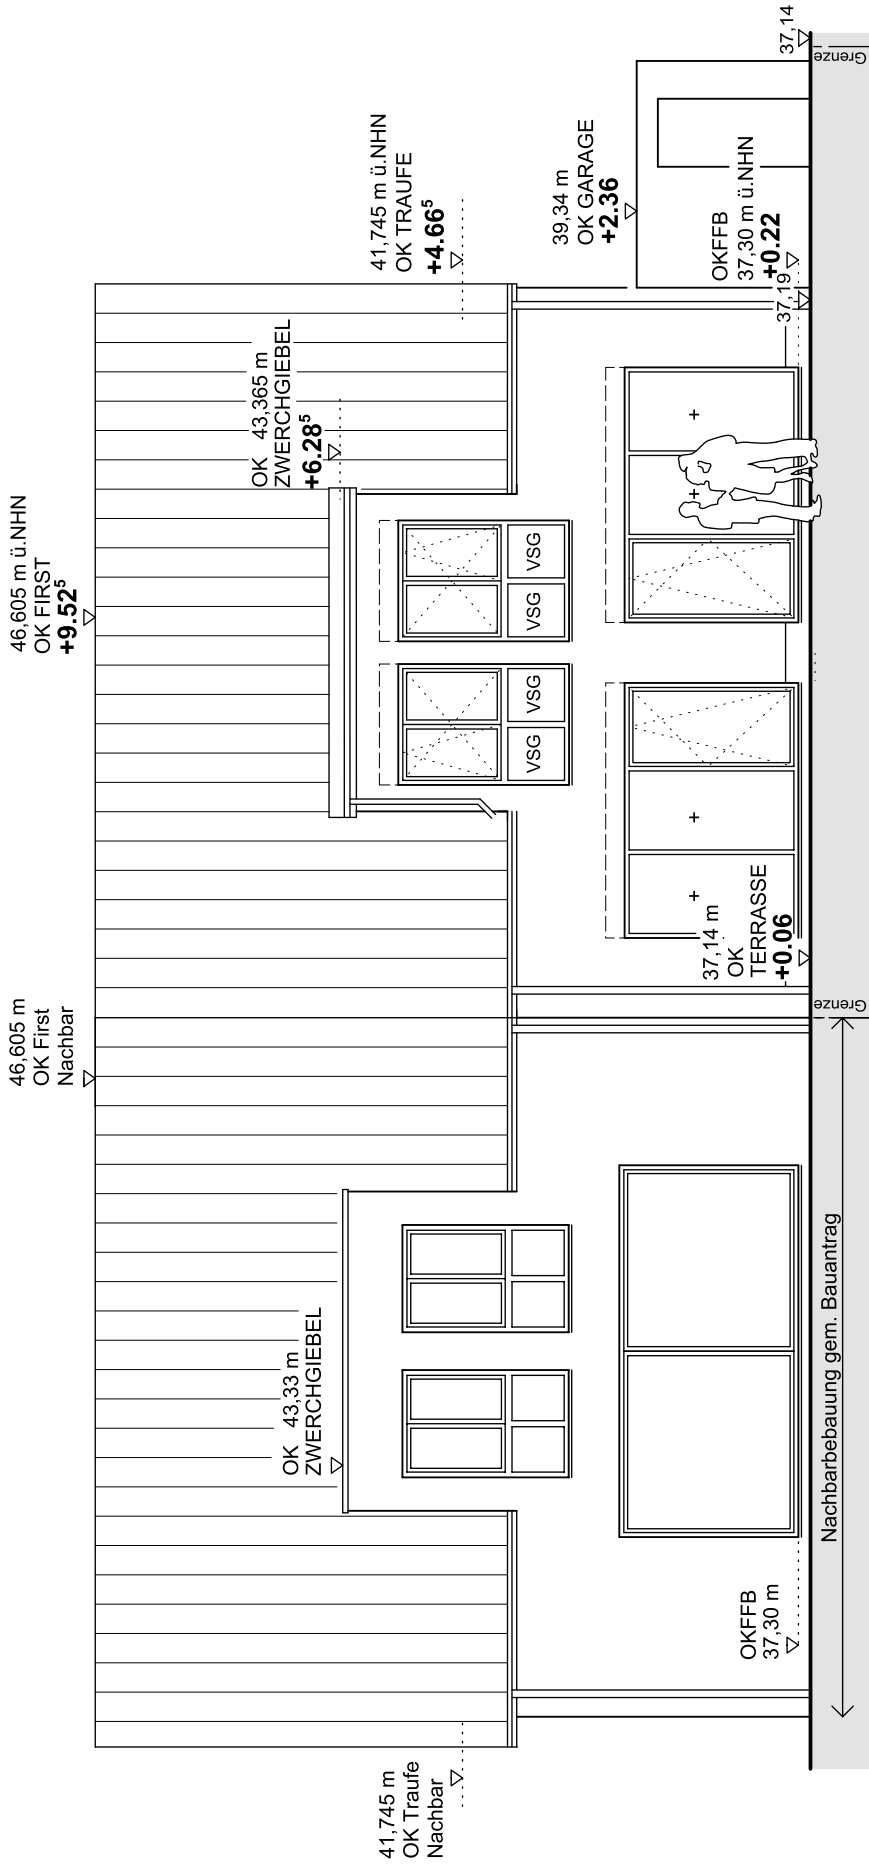 46,605 m
OK First
Nachbar
46,605 m ü.NHN
OK FIRST
+9.52⁵
OK 43,33 m
ZWERCHGIEBEL
OK 43,365 m
ZWERCHGIEBEL
+6.28⁵
41,745 m
OK Traufe
Nachbar
41,745 m ü.NHN
OK TRAUFE
+4.66⁵
VSG
VSG
VSG
VSG
39,34 m
OK GARAGE
+2.36
OKFFB
37,30 m
37,14 m
OK
TERRASSE
+0.06
OKFFB
37,30 m ü.NHN
+0.22
37,19
37,14
Nachbarbebauung gem. Bauantrag
Grenze
Grenze